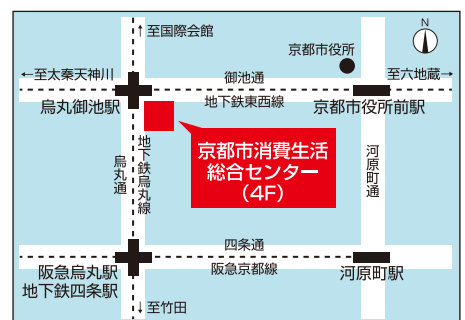 ↑至国際会館
N
京都市役所
←至太秦天神川
御池通
至六地蔵→
烏丸御池駅
地下鉄東西線
京都市役所前駅
京都市消費生活
総合センター
（4F）
烏丸通
地下鉄烏丸線
河原町通
四条通
阪急烏丸駅
地下鉄四条駅
阪急京都線
河原町駅
↓至竹田